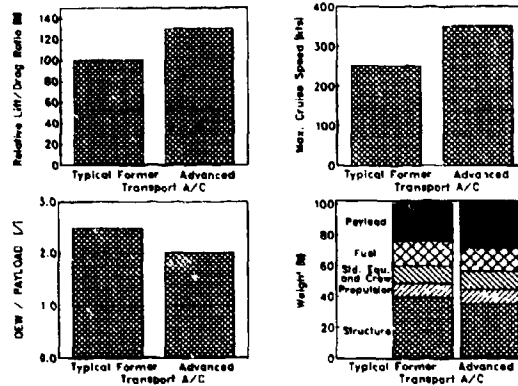 Relative Lift/Drag Ratio [%]
140
120
100
80
60
40
20
0
Typical Former Advanced
Transport A/C
Max. Cruise Speed [kts]
400
300
200
100
0
Typical Former Advanced
Transport A/C
OEW / PAYLOAD [/]
3.0
2.0
1.0
0.0
Typical Former Advanced
Transport A/C
Weight [%]
100
80
60
40
20
0
Payload
Fuel
Std. Equ.
and Crew
Propulsion
Structure
Typical Former Advanced
Transport A/C